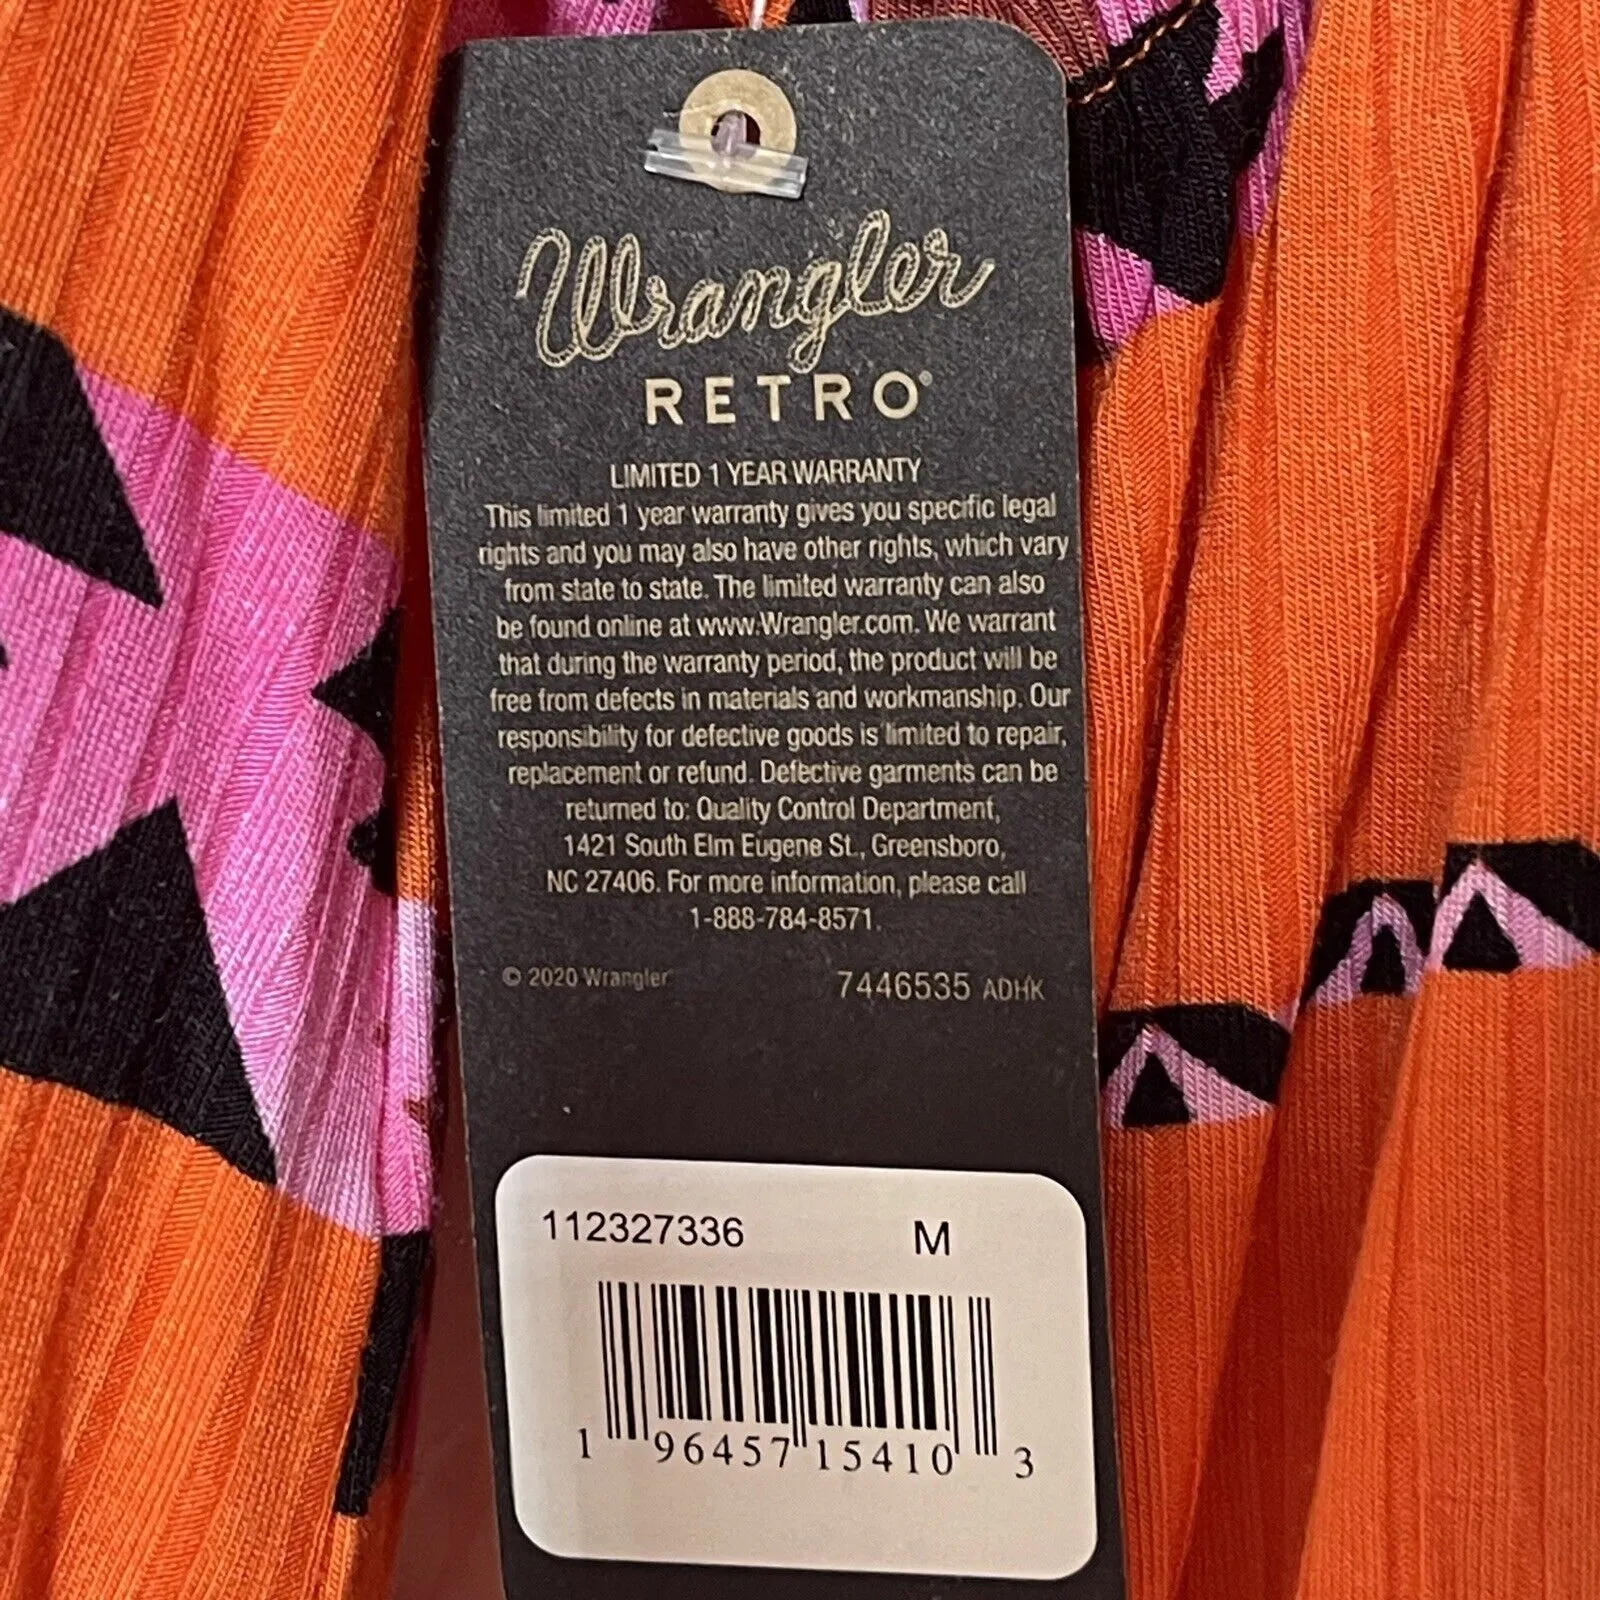 Wrangler
RETRO®
LIMITED 1 YEAR WARRANTY
This limited 1 year warranty gives you specific legal
rights and you may also have other rights, which vary
from state to state. The limited warranty can also
be found online at www.Wrangler.com. We warrant
that during the warranty period, the product will be
free from defects in materials and workmanship. Our
responsibility for defective goods is limited to repair,
replacement or refund. Defective garments can be
returned to: Quality Control Department,
1421 South Elm Eugene St., Greensboro,
NC 27406. For more information, please call
1-888-784-8571.
© 2020 Wrangler 7446535 ADHK
112327336 M
1 96457 15410 3